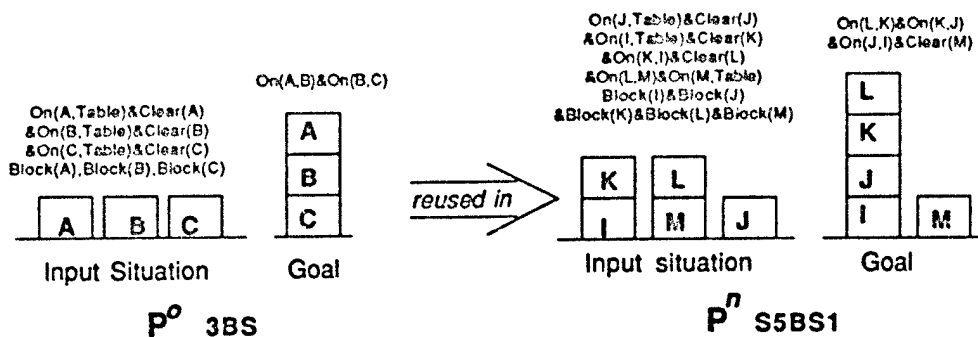 On(A,Table)&Clear(A)
&On(B,Table)&Clear(B)
&On(C,Table)&Clear(C)
Block(A),Block(B),Block(C)
A B C
Input Situation
On(A,B)&On(B,C)
A
B
C
Goal
P^o 3BS
reused in
On(J,Table)&Clear(J)
&On(I,Table)&Clear(K)
&On(K,I)&Clear(L)
&On(L,M)&On(M,Table)
Block(I)&Block(J)
&Block(K)&Block(L)&Block(M)
K L
I M J
Input situation
On(L,K)&On(K,J)
&On(J,I)&Clear(M)
L
K
J
I M
Goal
P^n S5BS1